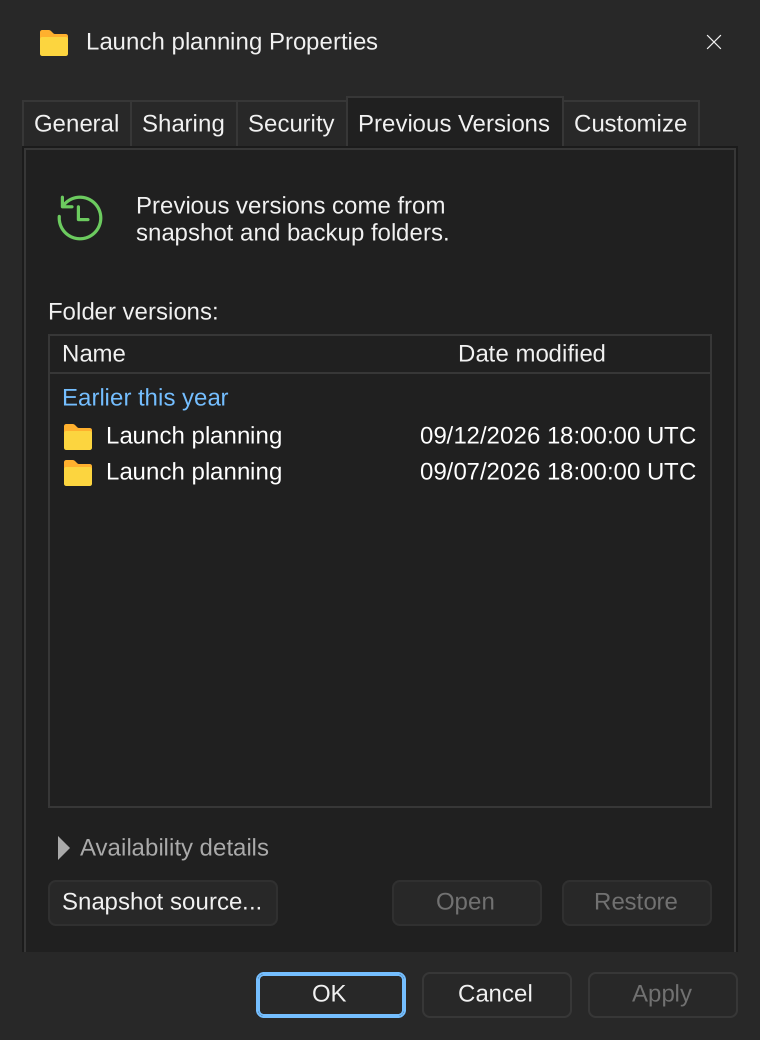 Launch planning Properties
General Sharing Security Previous Versions Customize
Previous versions come from
snapshot and backup folders.
Folder versions:
Name Date modified
Earlier this year
Launch planning 09/12/2026 18:00:00 UTC
Launch planning 09/07/2026 18:00:00 UTC
Availability details
Snapshot source... Open Restore
OK Cancel Apply